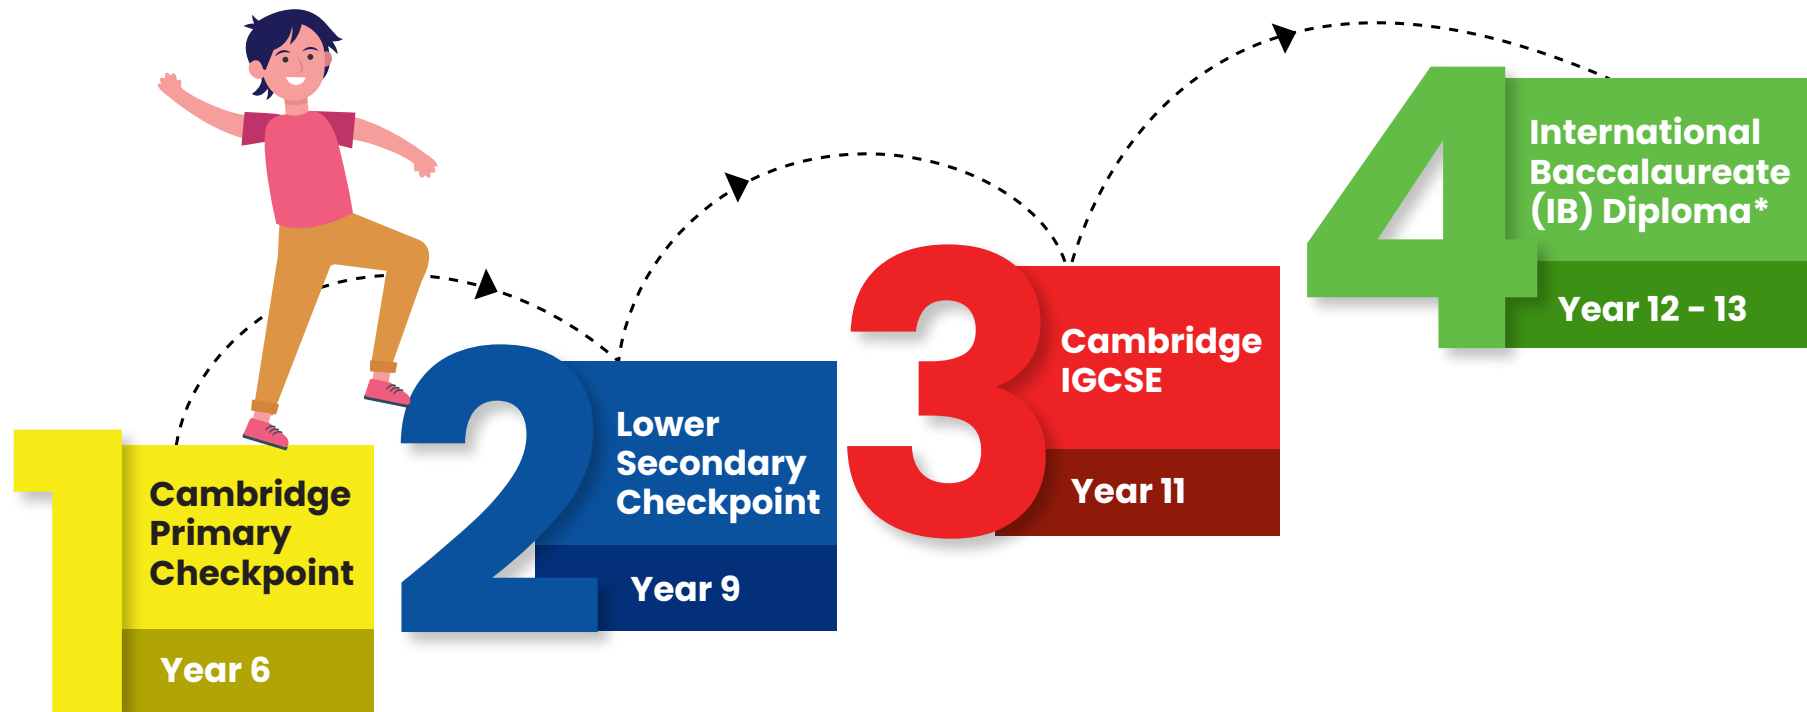 1
Cambridge
Primary
Checkpoint
Year 6
2
Lower
Secondary
Checkpoint
Year 9
3
Cambridge
IGCSE
Year 11
4
International
Baccalaureate
(IB) Diploma*
Year 12 - 13